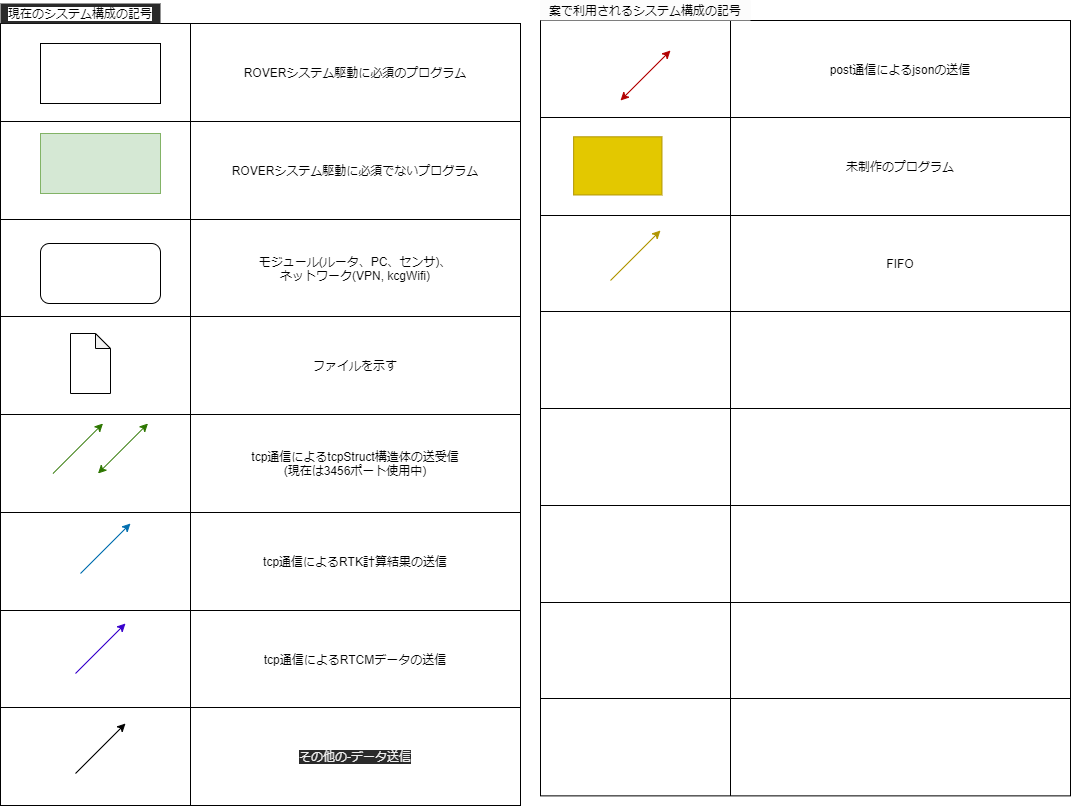 現在のシステム構成の記号
ROVERシステム駆動に必須のプログラム
ROVERシステム駆動に必須でないプログラム
モジュール(ルータ、PC、センサ)、
ネットワーク(VPN, kcgWifi)
ファイルを示す
tcp通信によるtcpStruct構造体の送受信
(現在は3456ポート使用中)
tcp通信によるRTK計算結果の送信
tcp通信によるRTCMデータの送信
その他の-データ送信
案で利用されるシステム構成の記号
post通信によるjsonの送信
未制作のプログラム
FIFO